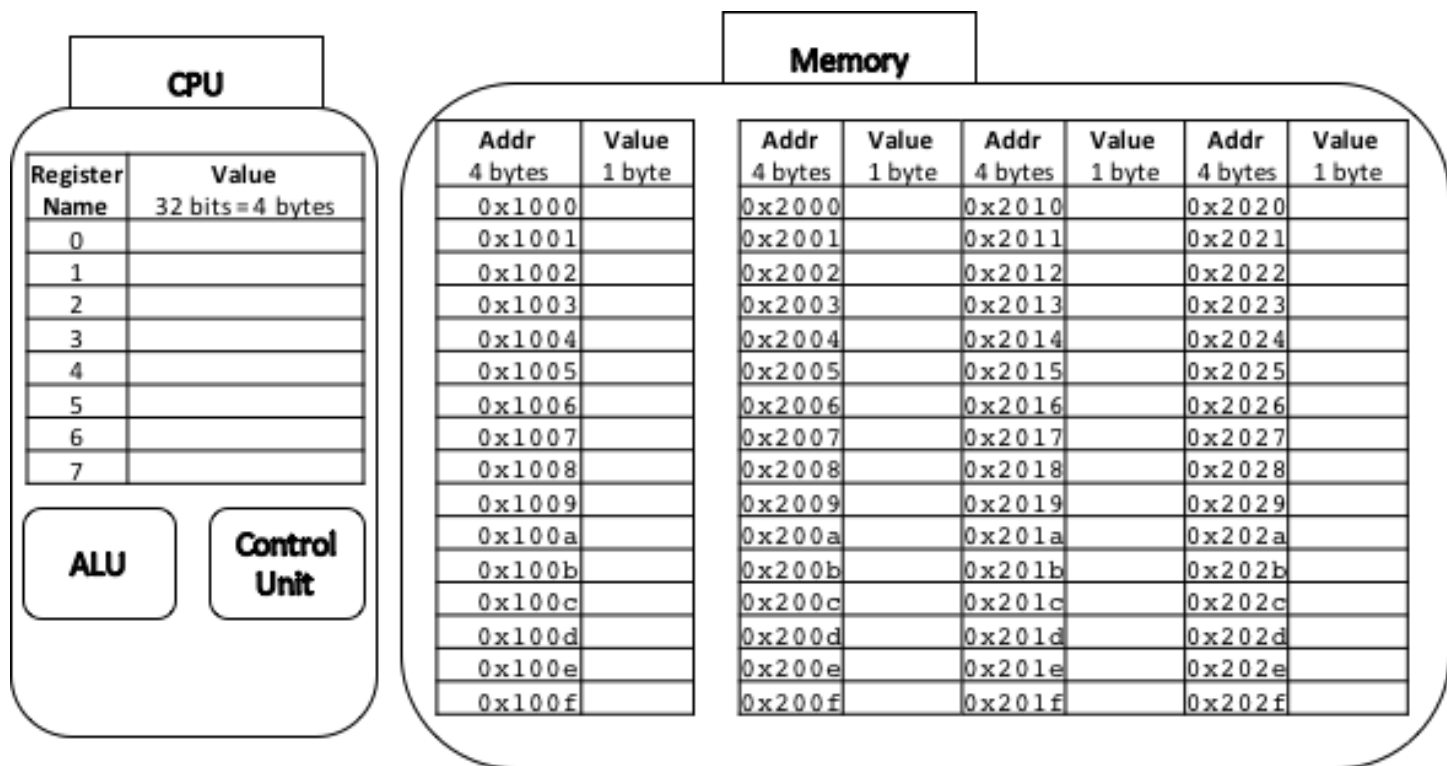 CPU
Register Name Value 32 bits = 4 bytes
0
1
2
3
4
5
6
7
ALU
Control
Unit
Memory
Addr Value Addr Value Addr Value Addr Value
4 bytes 1 byte 4 bytes 1 byte 4 bytes 1 byte 4 bytes 1 byte
0x1000 0x2000 0x2010 0x2020
0x1001 0x2001 0x2011 0x2021
0x1002 0x2002 0x2012 0x2022
0x1003 0x2003 0x2013 0x2023
0x1004 0x2004 0x2014 0x2024
0x1005 0x2005 0x2015 0x2025
0x1006 0x2006 0x2016 0x2026
0x1007 0x2007 0x2017 0x2027
0x1008 0x2008 0x2018 0x2028
0x1009 0x2009 0x2019 0x2029
0x100a 0x200a 0x201a 0x202a
0x100b 0x200b 0x201b 0x202b
0x100c 0x200c 0x201c 0x202c
0x100d 0x200d 0x201d 0x202d
0x100e 0x200e 0x201e 0x202e
0x100f 0x200f 0x201f 0x202f